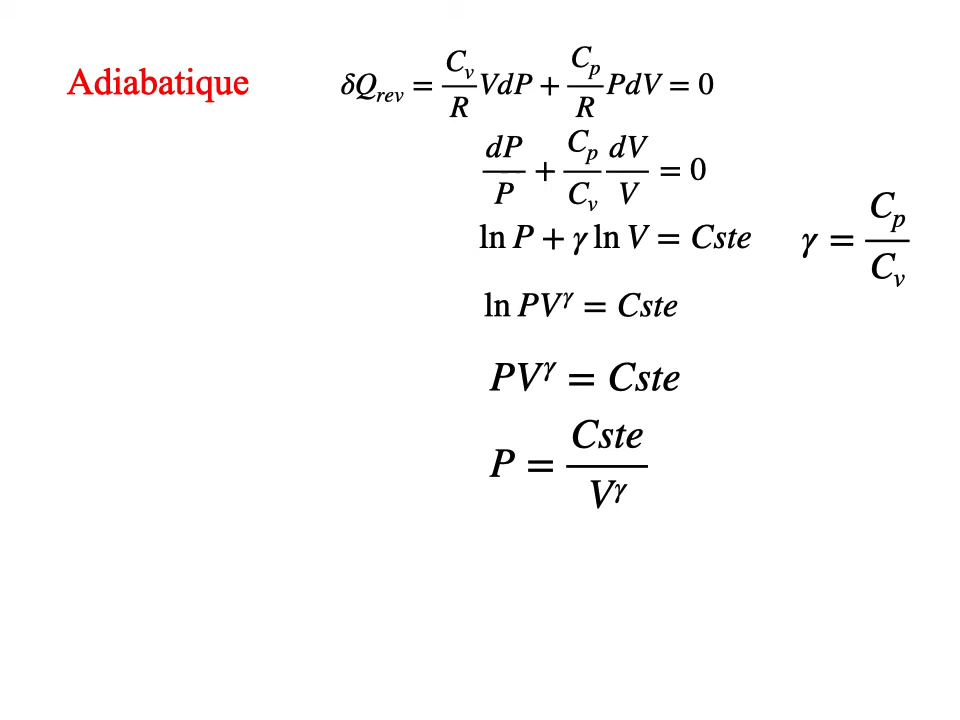 Adiabatique
δQ_rev = C_v/R VdP + C_p/R PdV = 0
dP/P + C_p/C_v dV/V = 0
ln P + γ ln V = Cste
γ = C_p/C_v
ln PV^γ = Cste
PV^γ = Cste
P = Cste/V^γ